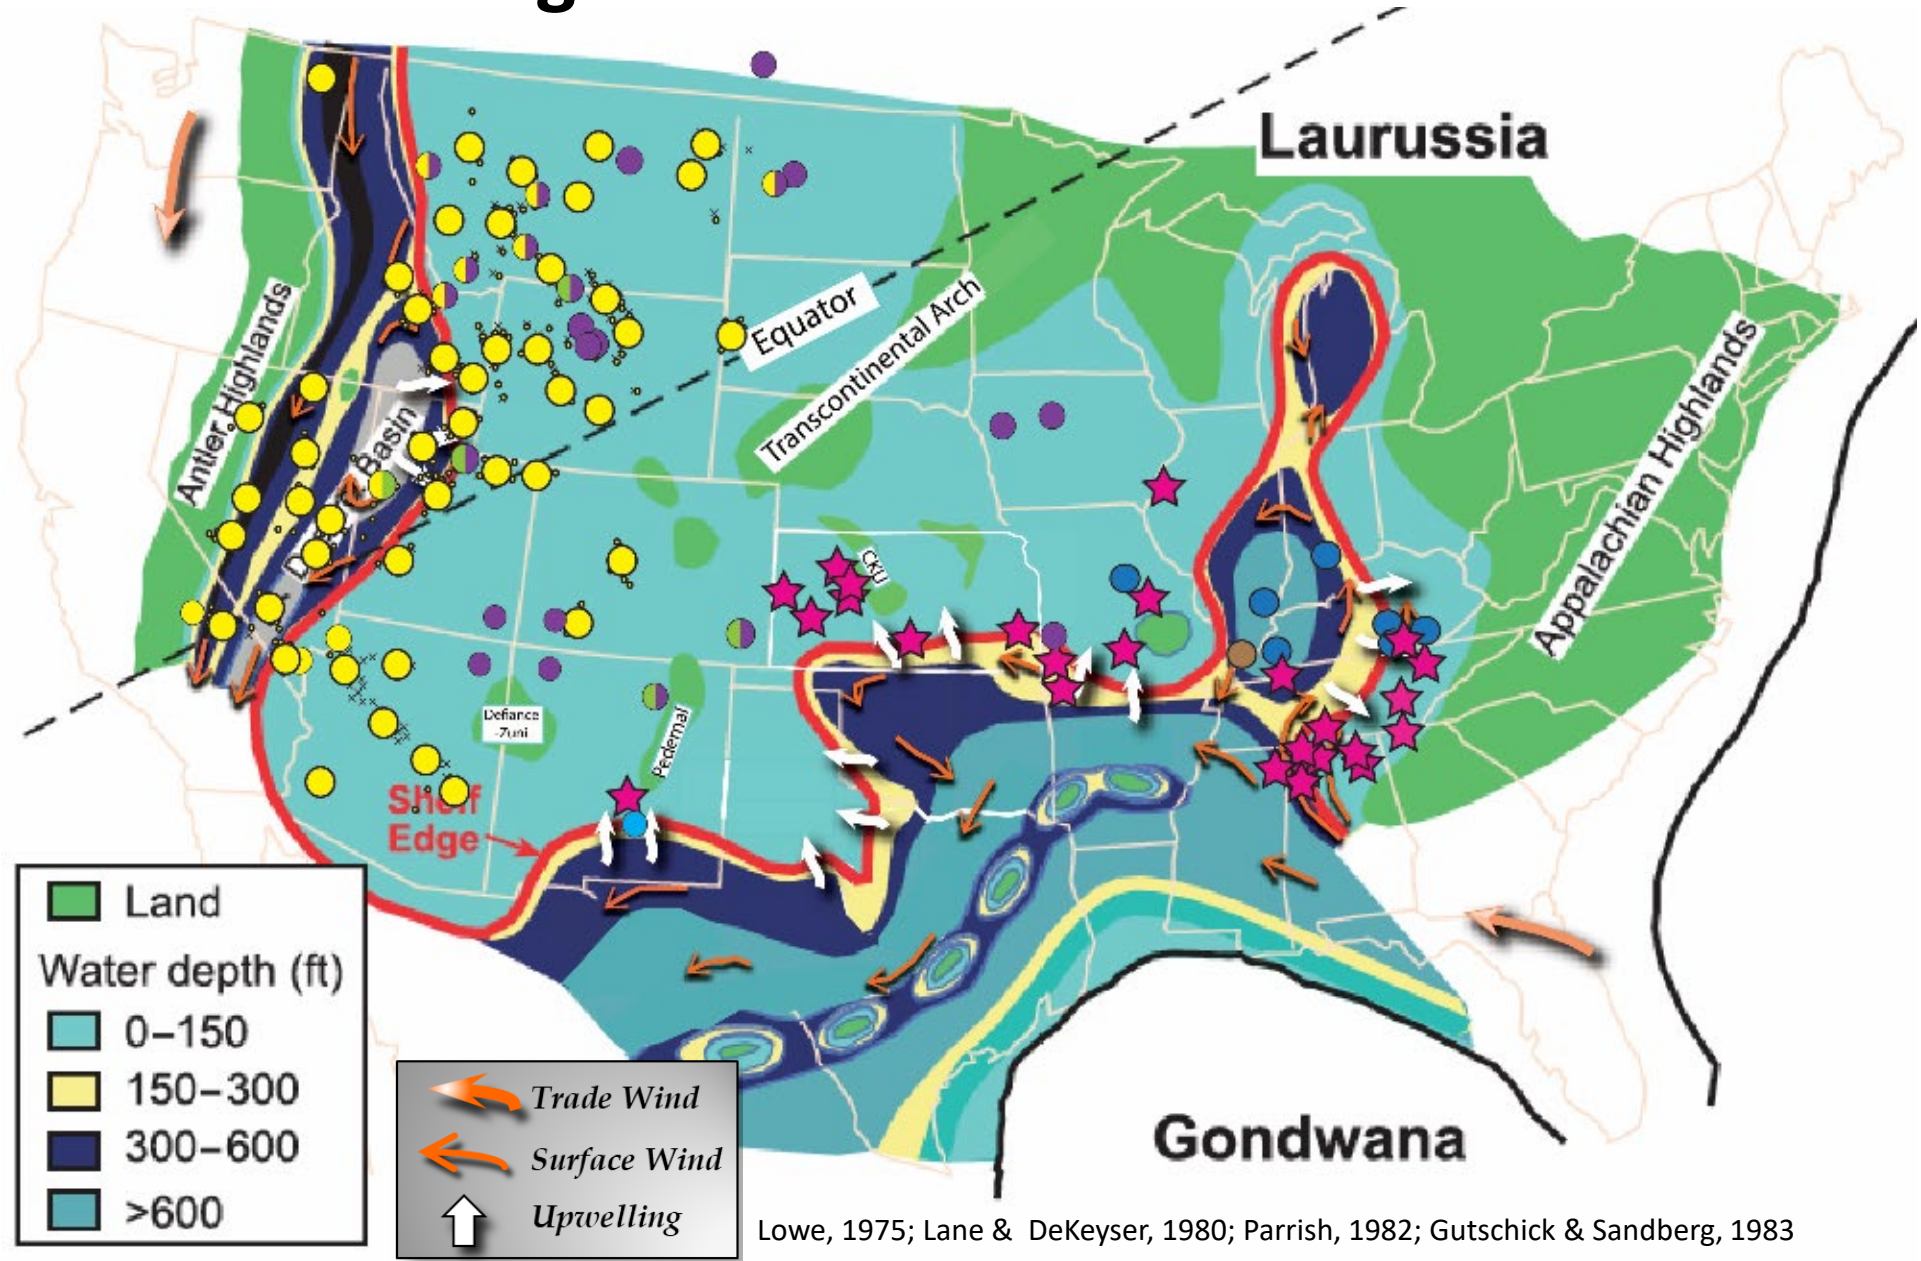 g
Laurussia
Equator
Transcontinental Arch
Antler Highlands
Basin
D
Appalachian Highlands
CKU
Defiance
-Zuni
Pedernal
Shelf
Edge
Land
Water depth (ft)
0–150
150–300
300–600
>600
Trade Wind
Surface Wind
Upwelling
Gondwana
Lowe, 1975; Lane & DeKeyser, 1980; Parrish, 1982; Gutschick & Sandberg, 1983